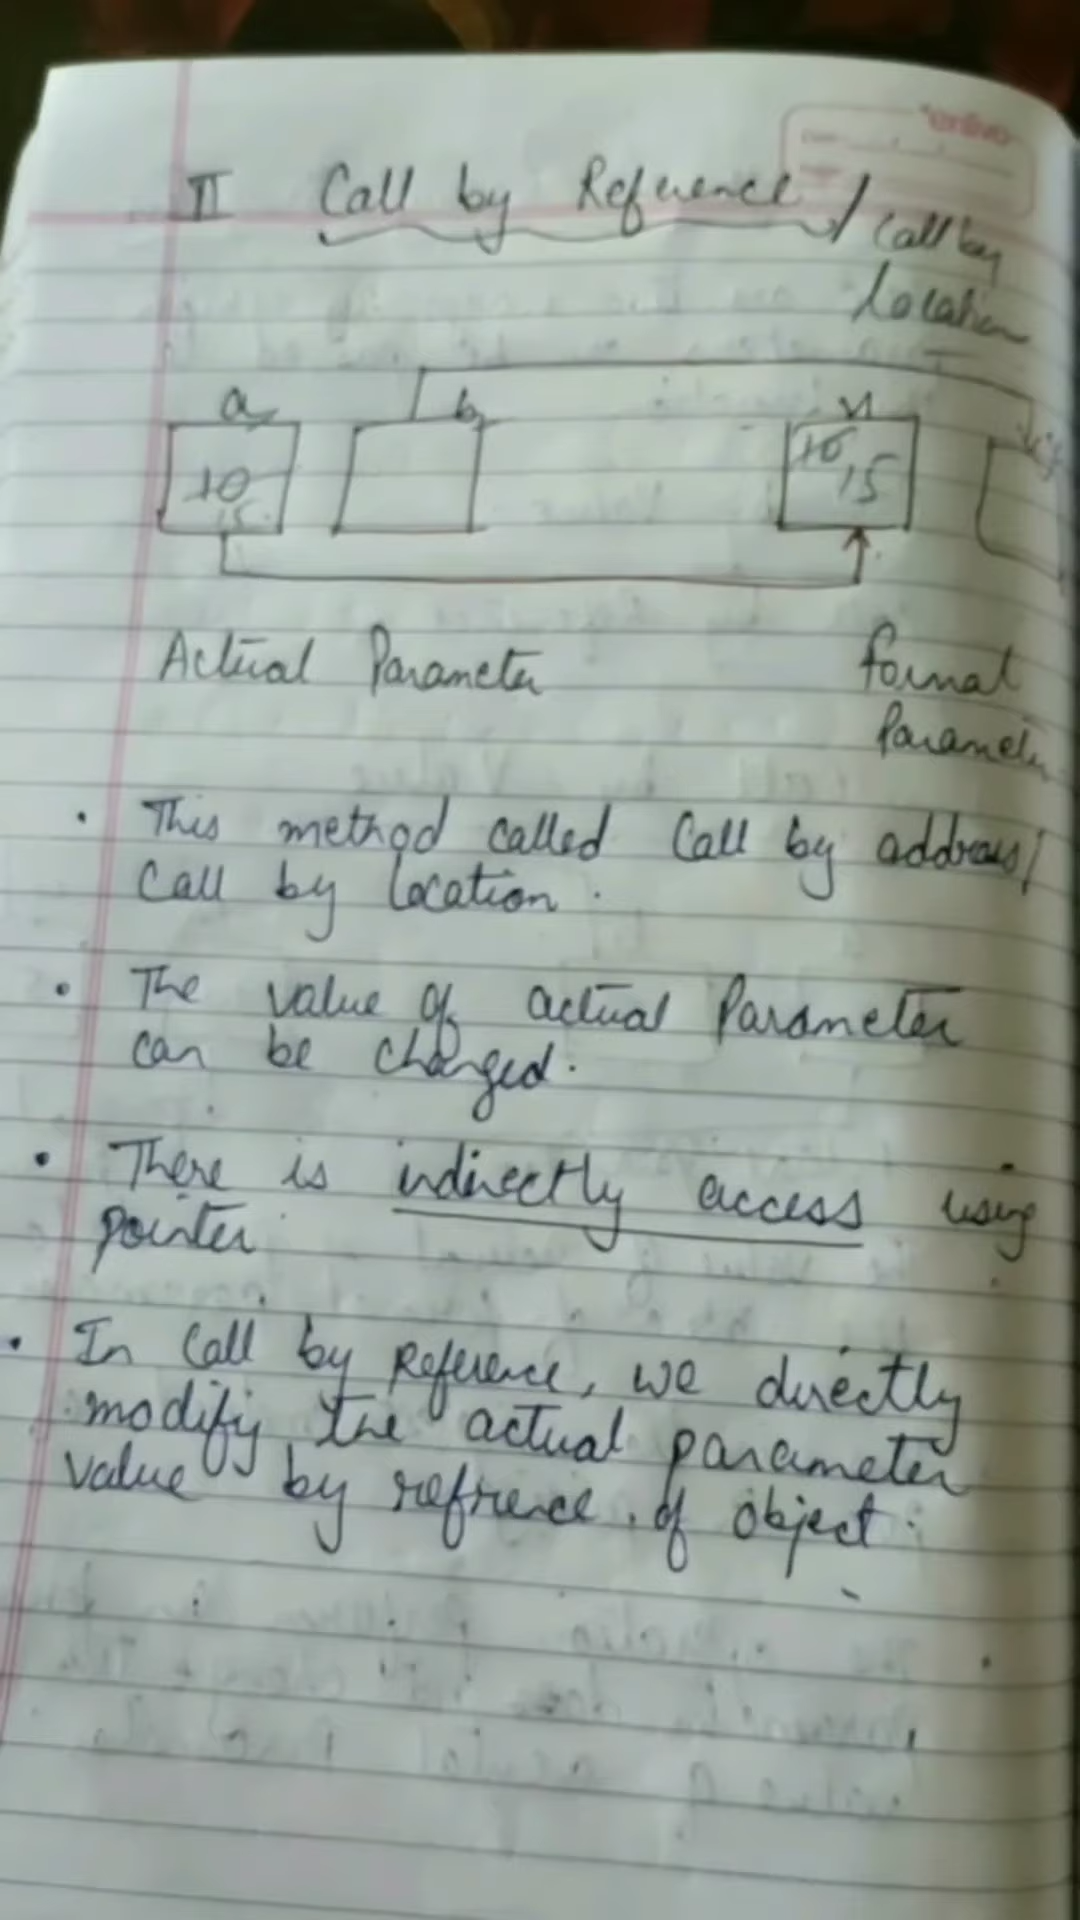 II Call by Reference / Call by
Location
a b x y
10 10
15 15
Actual Parameter Formal
Parameter
• This method called Call by address/
Call by Location.
• The value of actual Parameter
can be changed.
• There is indirectly access using
pointer
• In Call by Reference, we directly
modify the actual parameter
value by refrence of object.